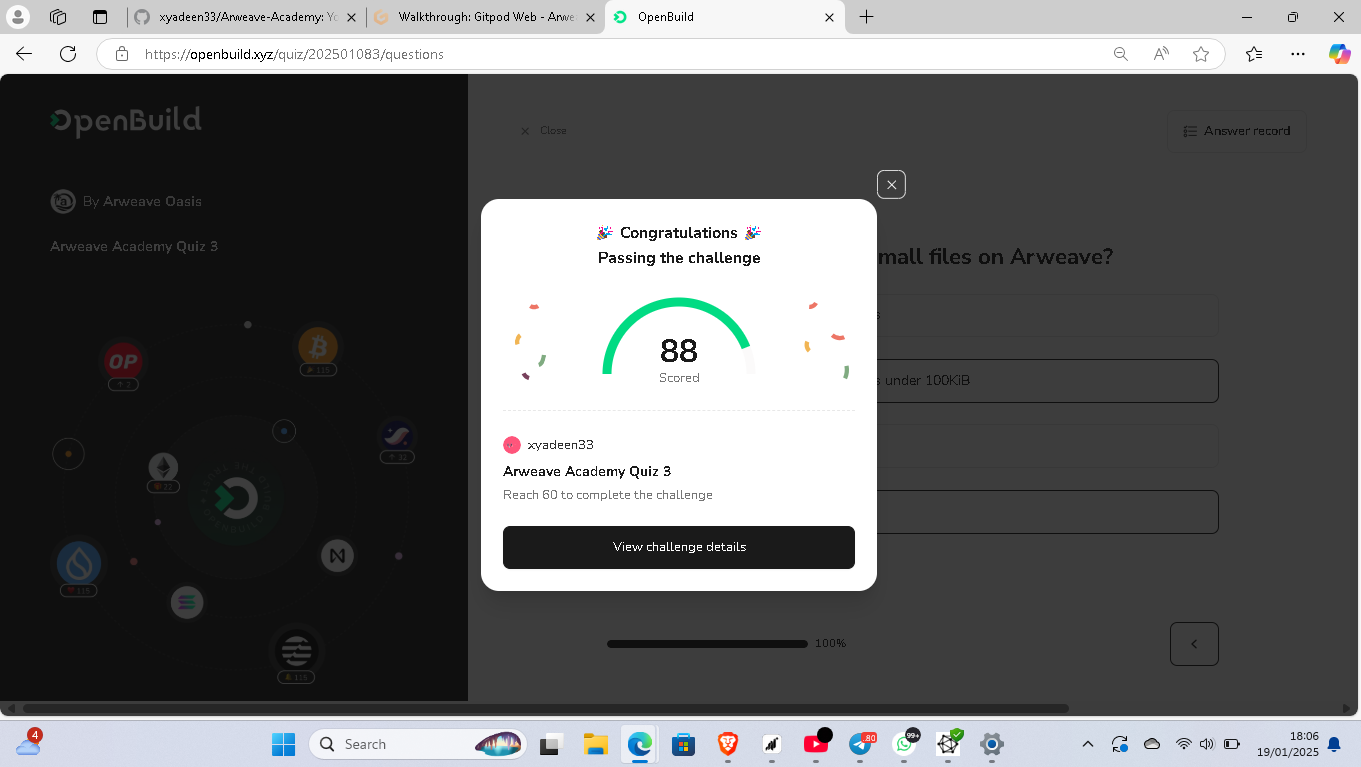 xyadeen33/Arweave-Academy: Yo
Walkthrough: Gitpod Web - Arwea
OpenBuild
https://openbuild.xyz/quiz/202501083/questions
OpenBuild
Close
Answer record
By Arweave Oasis
Arweave Academy Quiz 3
mall files on Arweave?
s under 100KiB
🎉 Congratulations 🎉
Passing the challenge
88
Scored
xyadeen33
Arweave Academy Quiz 3
Reach 60 to complete the challenge
View challenge details
100%
OP
2
115
32
22
115
115
4
Search
80
99+
18:06
19/01/2025